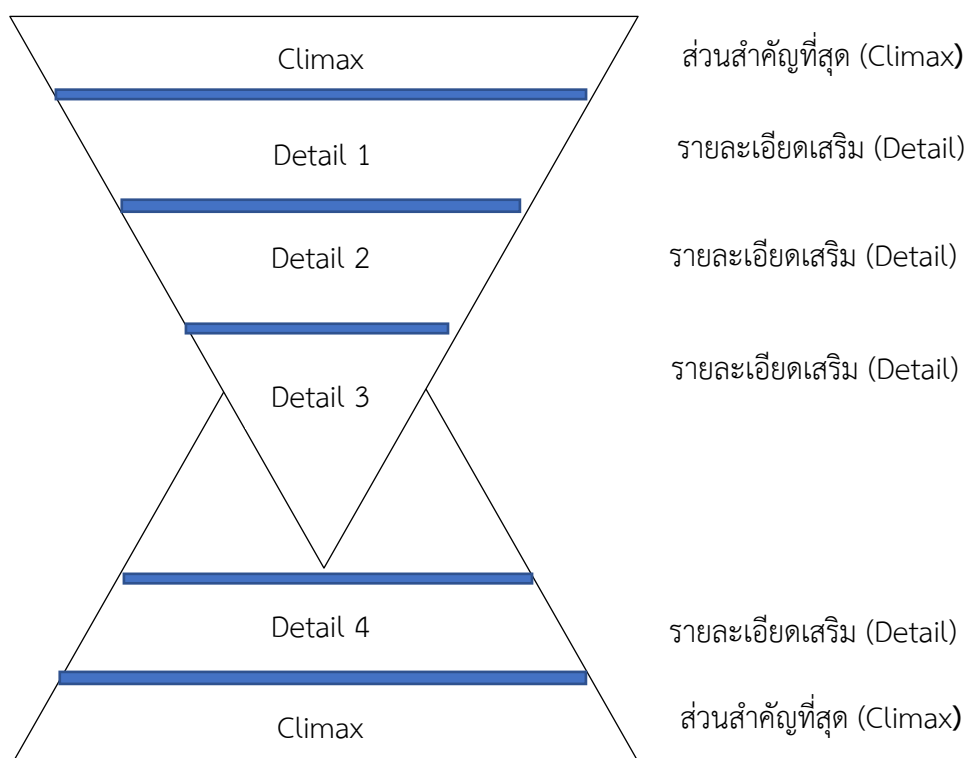 Climax ส่วนสำคัญที่สุด (Climax)
Detail 1 รายละเอียดเสริม (Detail)
Detail 2 รายละเอียดเสริม (Detail)
Detail 3 รายละเอียดเสริม (Detail)
Detail 4 รายละเอียดเสริม (Detail)
Climax ส่วนสำคัญที่สุด (Climax)